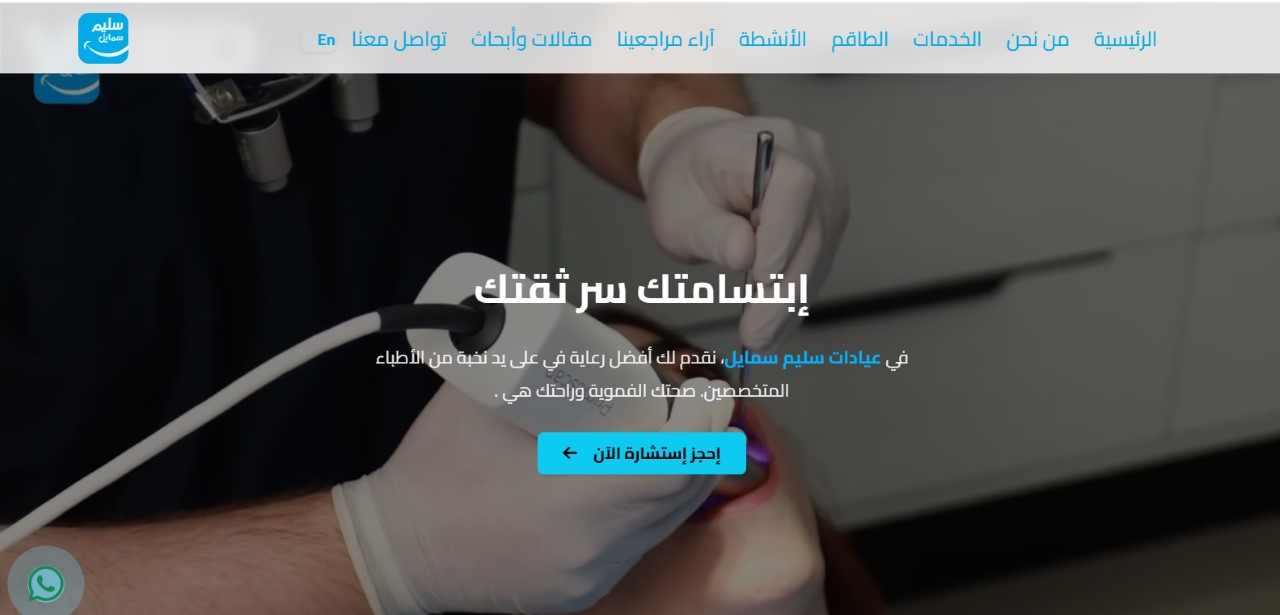 الرئيسية من نحن الخدمات الطاقم الأنشطة آراء مراجعينا مقالات وأبحاث تواصل معنا En
سليم
سمايل
إبتسامتك سر ثقتك
في عيادات سليم سمايل، نقدم لك أفضل رعاية في على يد نخبة من الأطباء
المتخصصين. صحتك الفموية وراحتك هي .
إحجز إستشارة الآن